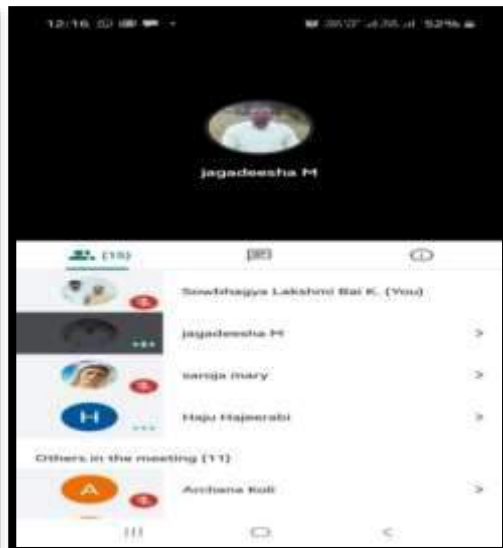 12:16
52%
jagadeesha M
(15)
Sowbhagya Lakshmi Bai K. (You)
jagadeesha M
saroja mary
H
Haju Hajeerabi
Others in the meeting (11)
A
Archana Koli